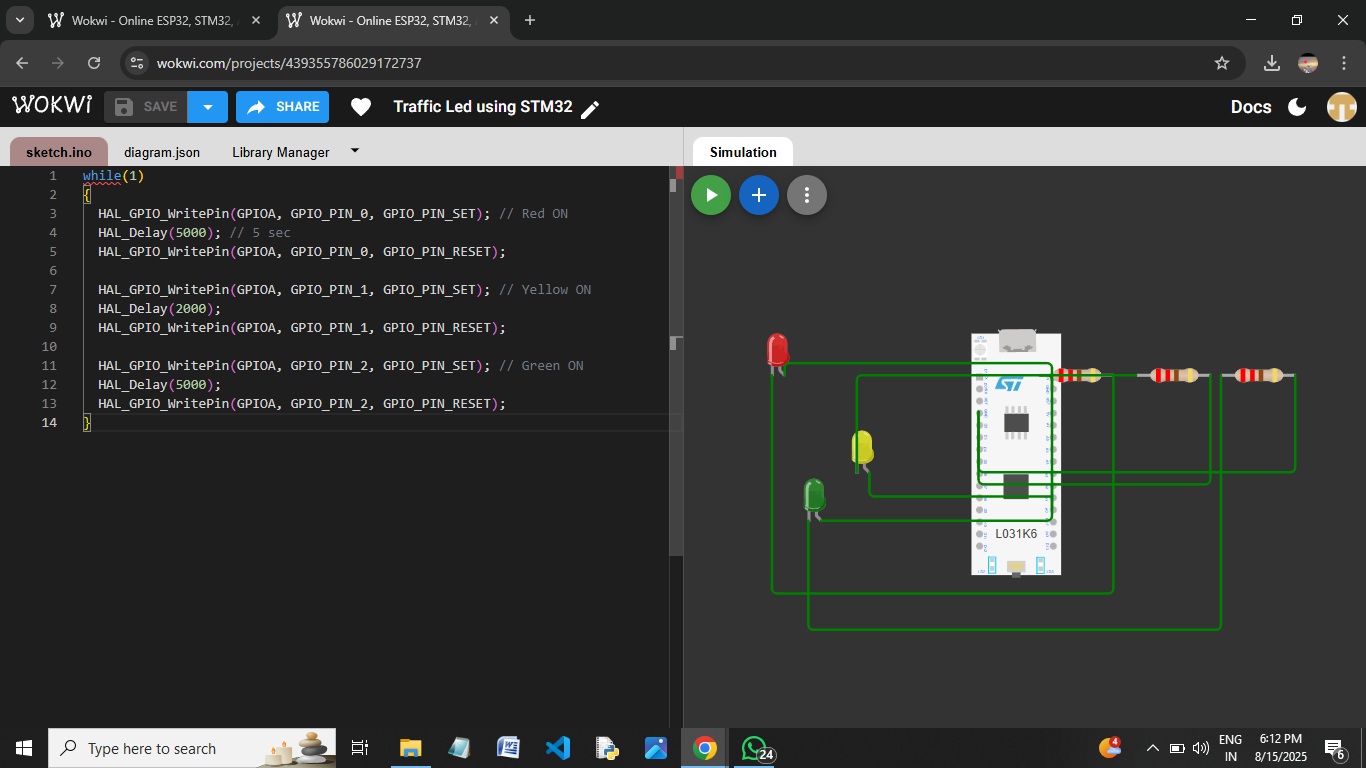 Wokwi - Online ESP32, STM32,
Wokwi - Online ESP32, STM32,
wokwi.com/projects/439355786029172737
WOKWI
SAVE
SHARE
Traffic Led using STM32
Docs
sketch.ino
diagram.json
Library Manager
Simulation
1 while(1)
2 {
3 HAL_GPIO_WritePin(GPIOA, GPIO_PIN_0, GPIO_PIN_SET); // Red ON
4 HAL_Delay(5000); // 5 sec
5 HAL_GPIO_WritePin(GPIOA, GPIO_PIN_0, GPIO_PIN_RESET);
6
7 HAL_GPIO_WritePin(GPIOA, GPIO_PIN_1, GPIO_PIN_SET); // Yellow ON
8 HAL_Delay(2000);
9 HAL_GPIO_WritePin(GPIOA, GPIO_PIN_1, GPIO_PIN_RESET);
10
11 HAL_GPIO_WritePin(GPIOA, GPIO_PIN_2, GPIO_PIN_SET); // Green ON
12 HAL_Delay(5000);
13 HAL_GPIO_WritePin(GPIOA, GPIO_PIN_2, GPIO_PIN_RESET);
14 }
ST
L031K6
Type here to search
24
4
ENG
IN
6:12 PM
8/15/2025
6